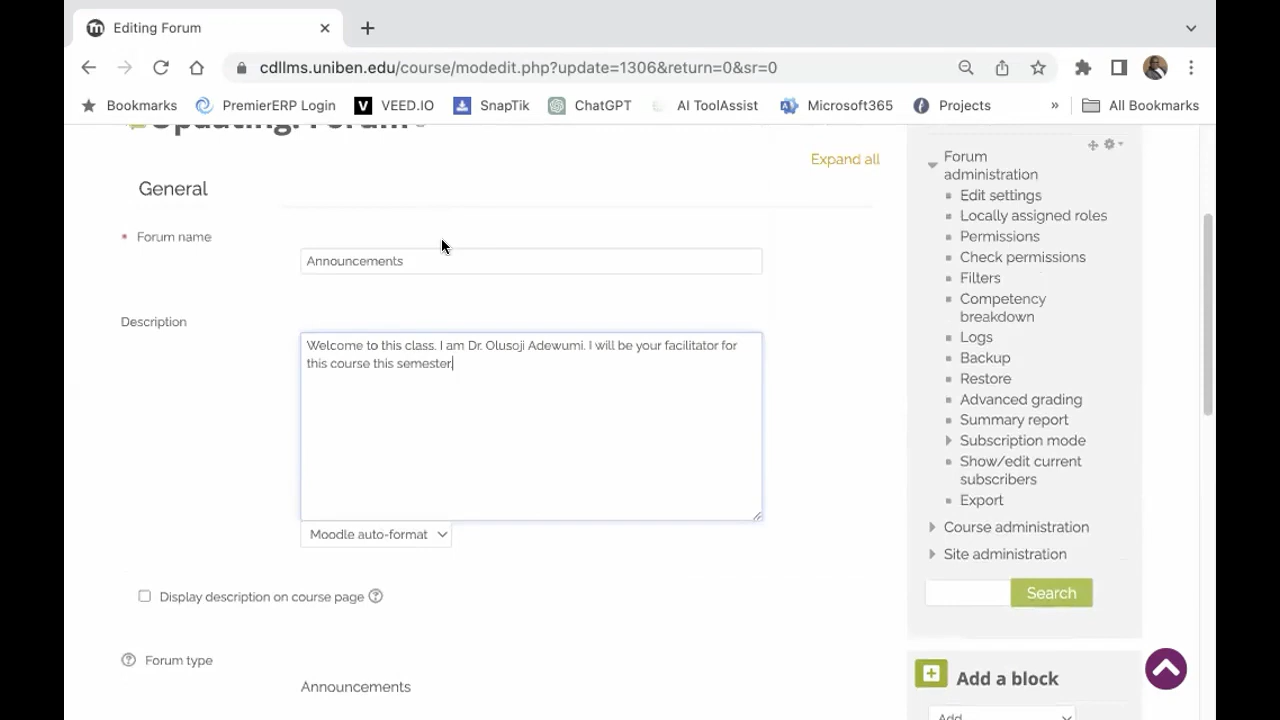 Editing Forum
cdllms.uniben.edu/course/modedit.php?update=1306&return=0&sr=0
Bookmarks PremierERP Login VEED.IO SnapTik ChatGPT AI ToolAssist Microsoft365 Projects » All Bookmarks
Updating: Forum
Expand all
General
Forum name
Announcements
Description
Welcome to this class. I am Dr. Olusoji Adewumi. I will be your facilitator for
this course this semester.
Moodle auto-format
Display description on course page
Forum type
Announcements
Forum
administration
Edit settings
Locally assigned roles
Permissions
Check permissions
Filters
Competency
breakdown
Logs
Backup
Restore
Advanced grading
Summary report
Subscription mode
Show/edit current
subscribers
Export
Course administration
Site administration
Search
Add a block
Add...